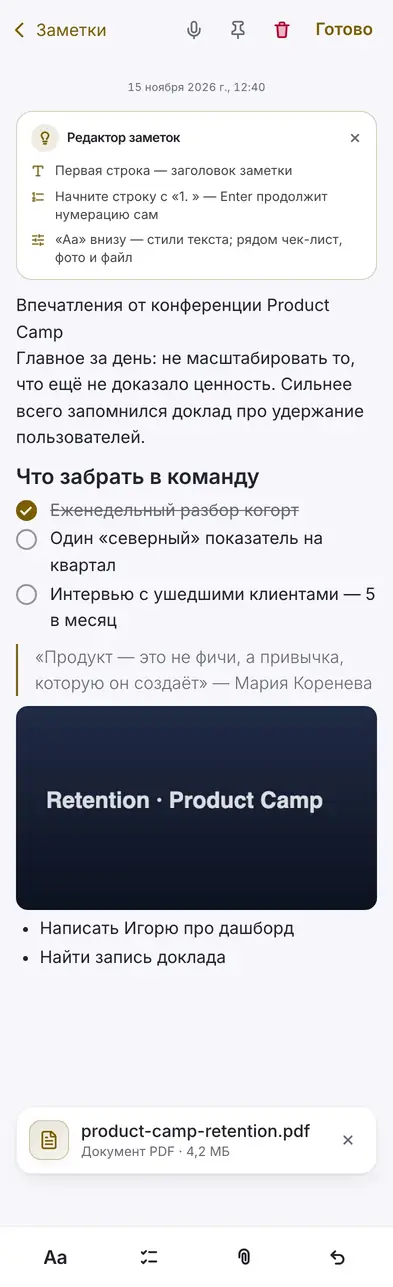 Заметки
Готово
15 ноября 2026 г., 12:40
Редактор заметок
Первая строка — заголовок заметки
Начните строку с «1. » — Enter продолжит
нумерацию сам
«Аа» внизу — стили текста; рядом чек-лист,
фото и файл
Впечатления от конференции Product
Camp
Главное за день: не масштабировать то,
что ещё не доказало ценность. Сильнее
всего запомнился доклад про удержание
пользователей.
Что забрать в команду
Еженедельный разбор когорт
Один «северный» показатель на
квартал
Интервью с ушедшими клиентами — 5
в месяц
«Продукт — это не фичи, а привычка,
которую он создаёт» — Мария Коренева
Retention · Product Camp
• Написать Игорю про дашборд
• Найти запись доклада
product-camp-retention.pdf
Документ PDF · 4,2 МБ
Aa